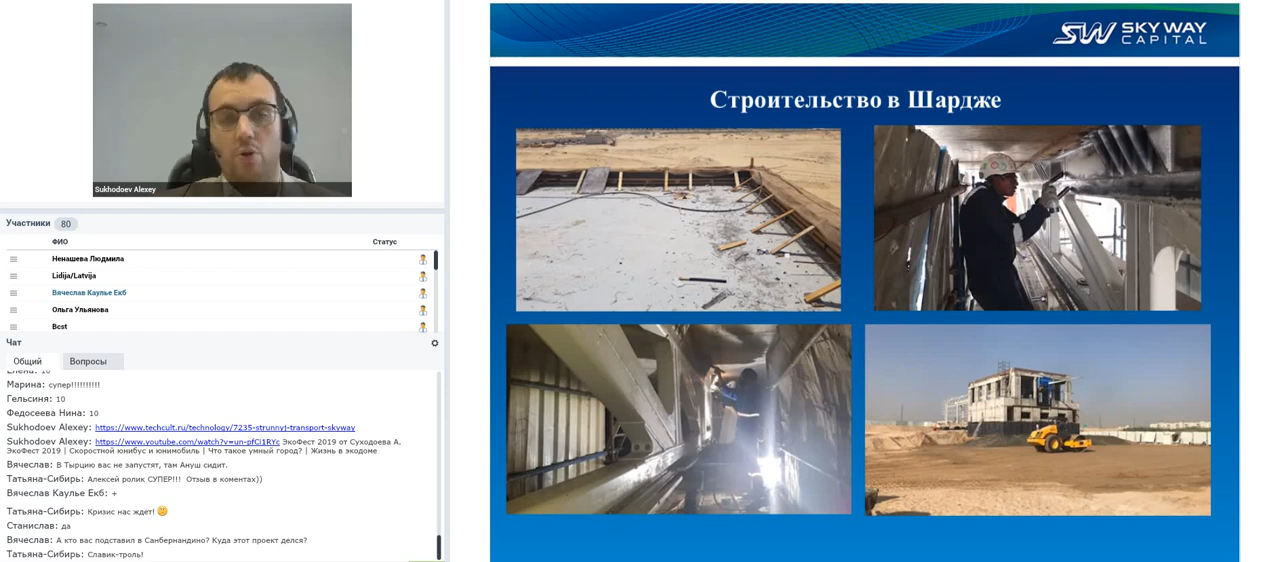 Sukhodoev Alexey
SKY WAY
CAPITAL
Строительство в Шардже
Участники 80
ФИО Статус
Ненашева Людмила
Lidija/Latvija
Вячеслав Каулье Екб
Ольга Ульянова
Bcst
Чат
Общий Вопросы
Елена: 10
Марина: супер!!!!!!!!!!
Гельсиня: 10
Федосеева Нина: 10
Sukhodoev Alexey: https://www.techcult.ru/technology/7235-strunnyj-transport-skyway
Sukhodoev Alexey: https://www.youtube.com/watch?v=un-pfCi1RYc ЭкоФест 2019 от Суходоева А.
ЭкоФест 2019 | Скоростной юнибус и юнимобиль | Что такое умный город? | Жизнь в экодоме
Вячеслав: В Тырцию вас не запустят, там Ануш сидит.
Татьяна-Сибирь: Алексей ролик СУПЕР!!! Отзыв в коментах))
Вячеслав Каулье Екб: +
Татьяна-Сибирь: Кризис нас ждет!
Станислав: да
Вячеслав: А кто вас подставил в Санбернандино? Куда этот проект делся?
Татьяна-Сибирь: Славик-троль!